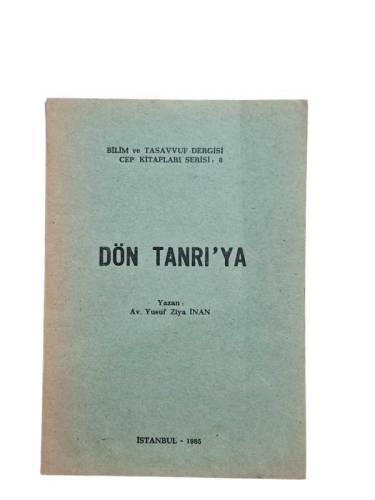 BİLİM ve TASAVVUF DERGİSİ
CEP KİTAPLARI SERİSİ: 6
DÖN TANRI'YA
Yazan:
Av. Yusuf Ziya İNAN
İSTANBUL - 1965